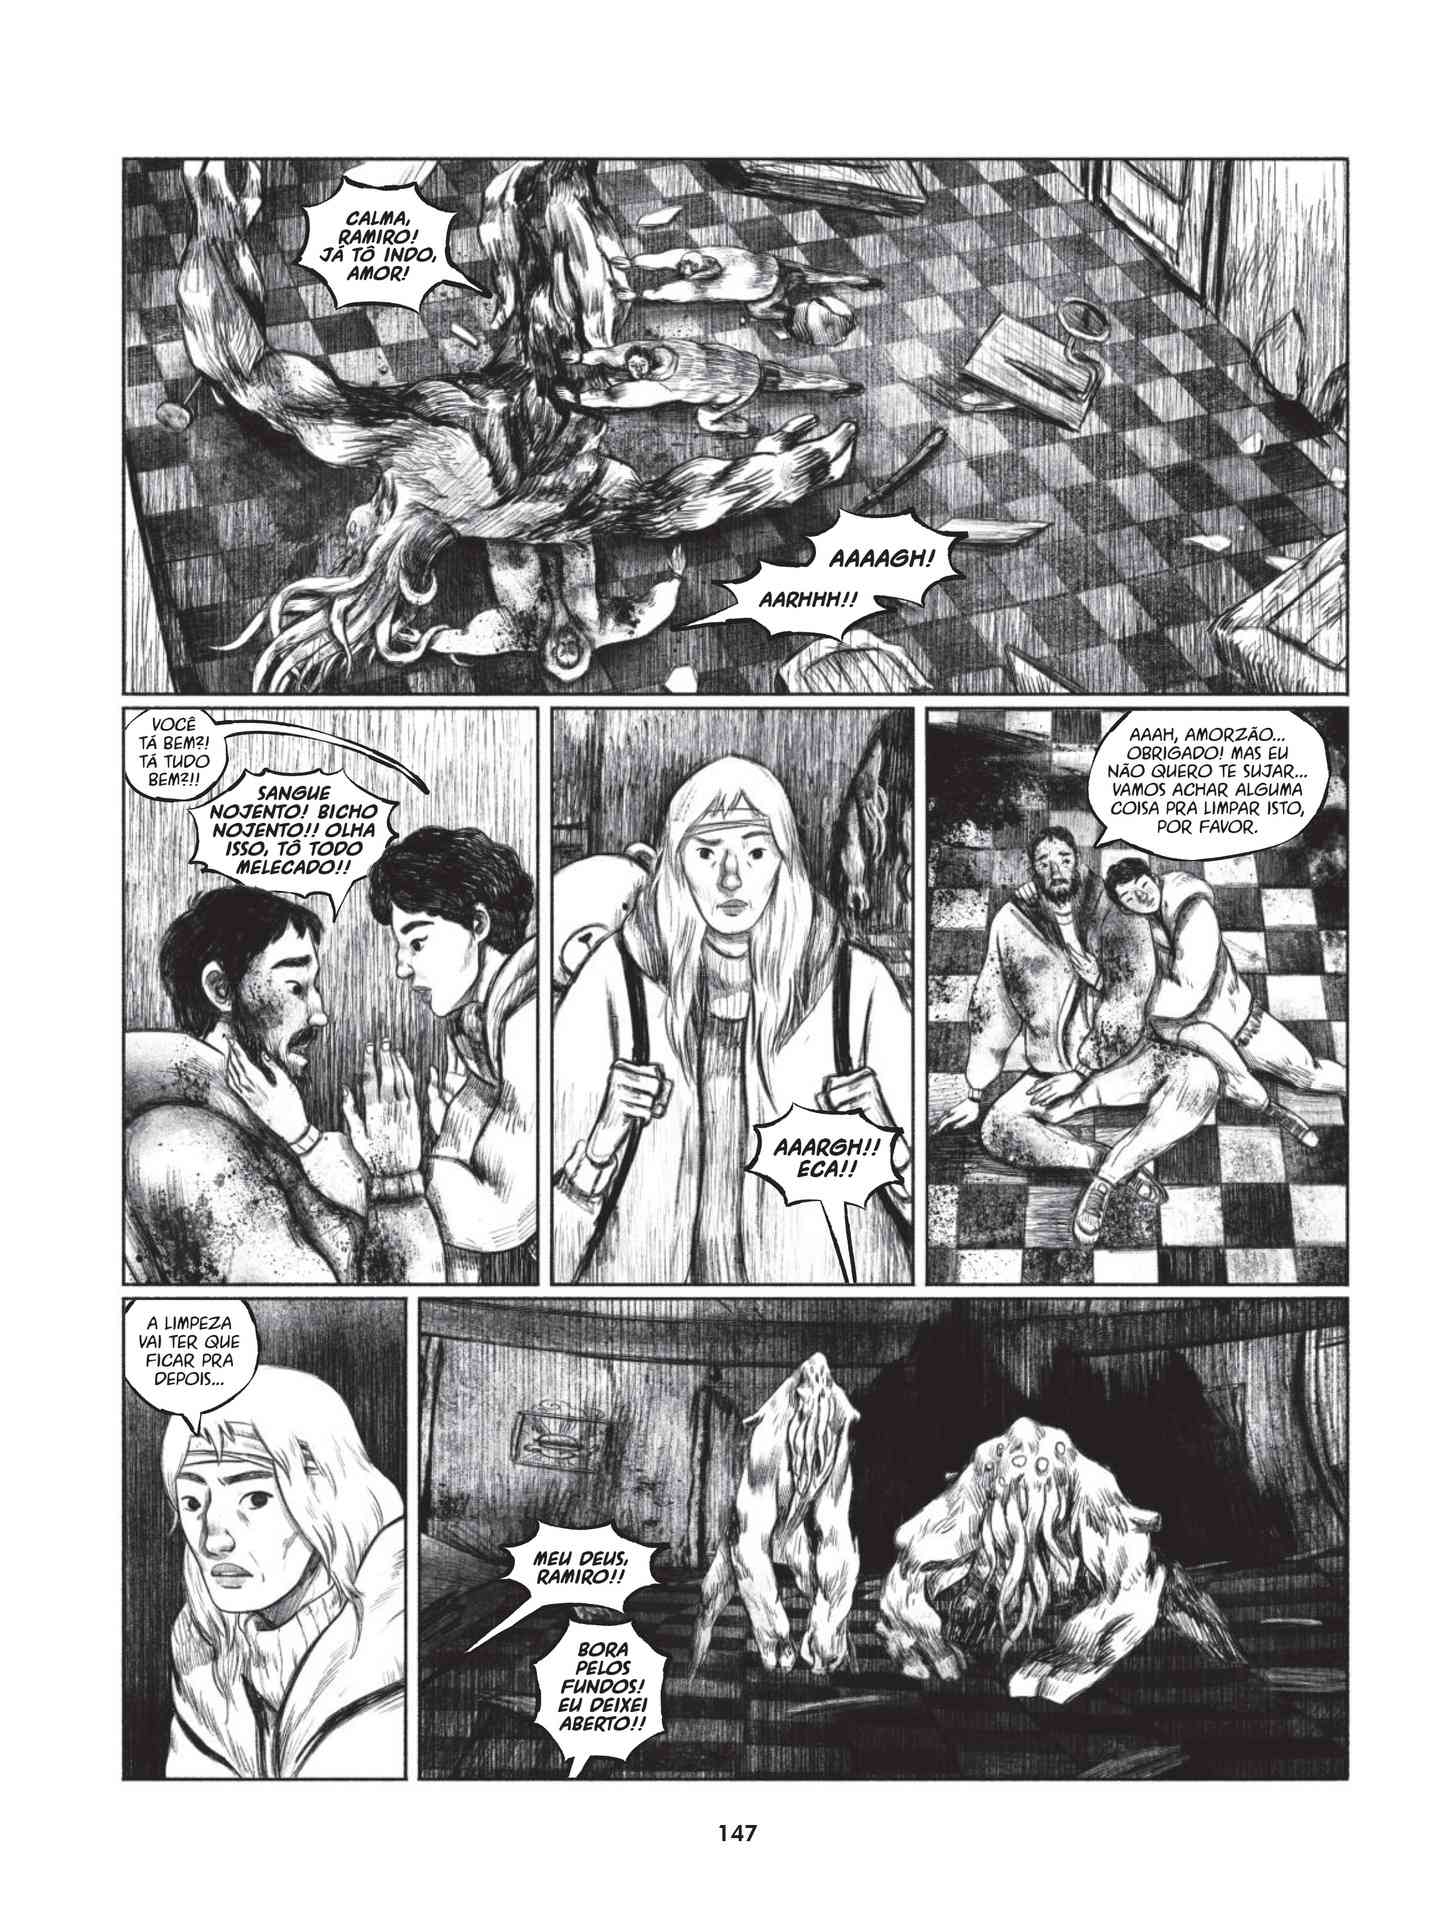 CALMA,
RAMIRO!
JÁ TÔ INDO,
AMOR!
AAAAGH!
AARHHH!!
VOCÊ
TÁ BEM?!
TÁ TUDO
BEM?!!
SANGUE
NOJENTO! BICHO
NOJENTO!! OLHA
ISSO, TÔ TODO
MELECADO!!
AAARGH!!
ECA!!
AAAH, AMORZÃO...
OBRIGADO! MAS EU
NÃO QUERO TE SUJAR...
VAMOS ACHAR ALGUMA
COISA PRA LIMPAR ISTO,
POR FAVOR.
A LIMPEZA
VAI TER QUE
FICAR PRA
DEPOIS...
MEU DEUS,
RAMIRO!!
BORA
PELOS
FUNDOS!
EU DEIXEI
ABERTO!!
147